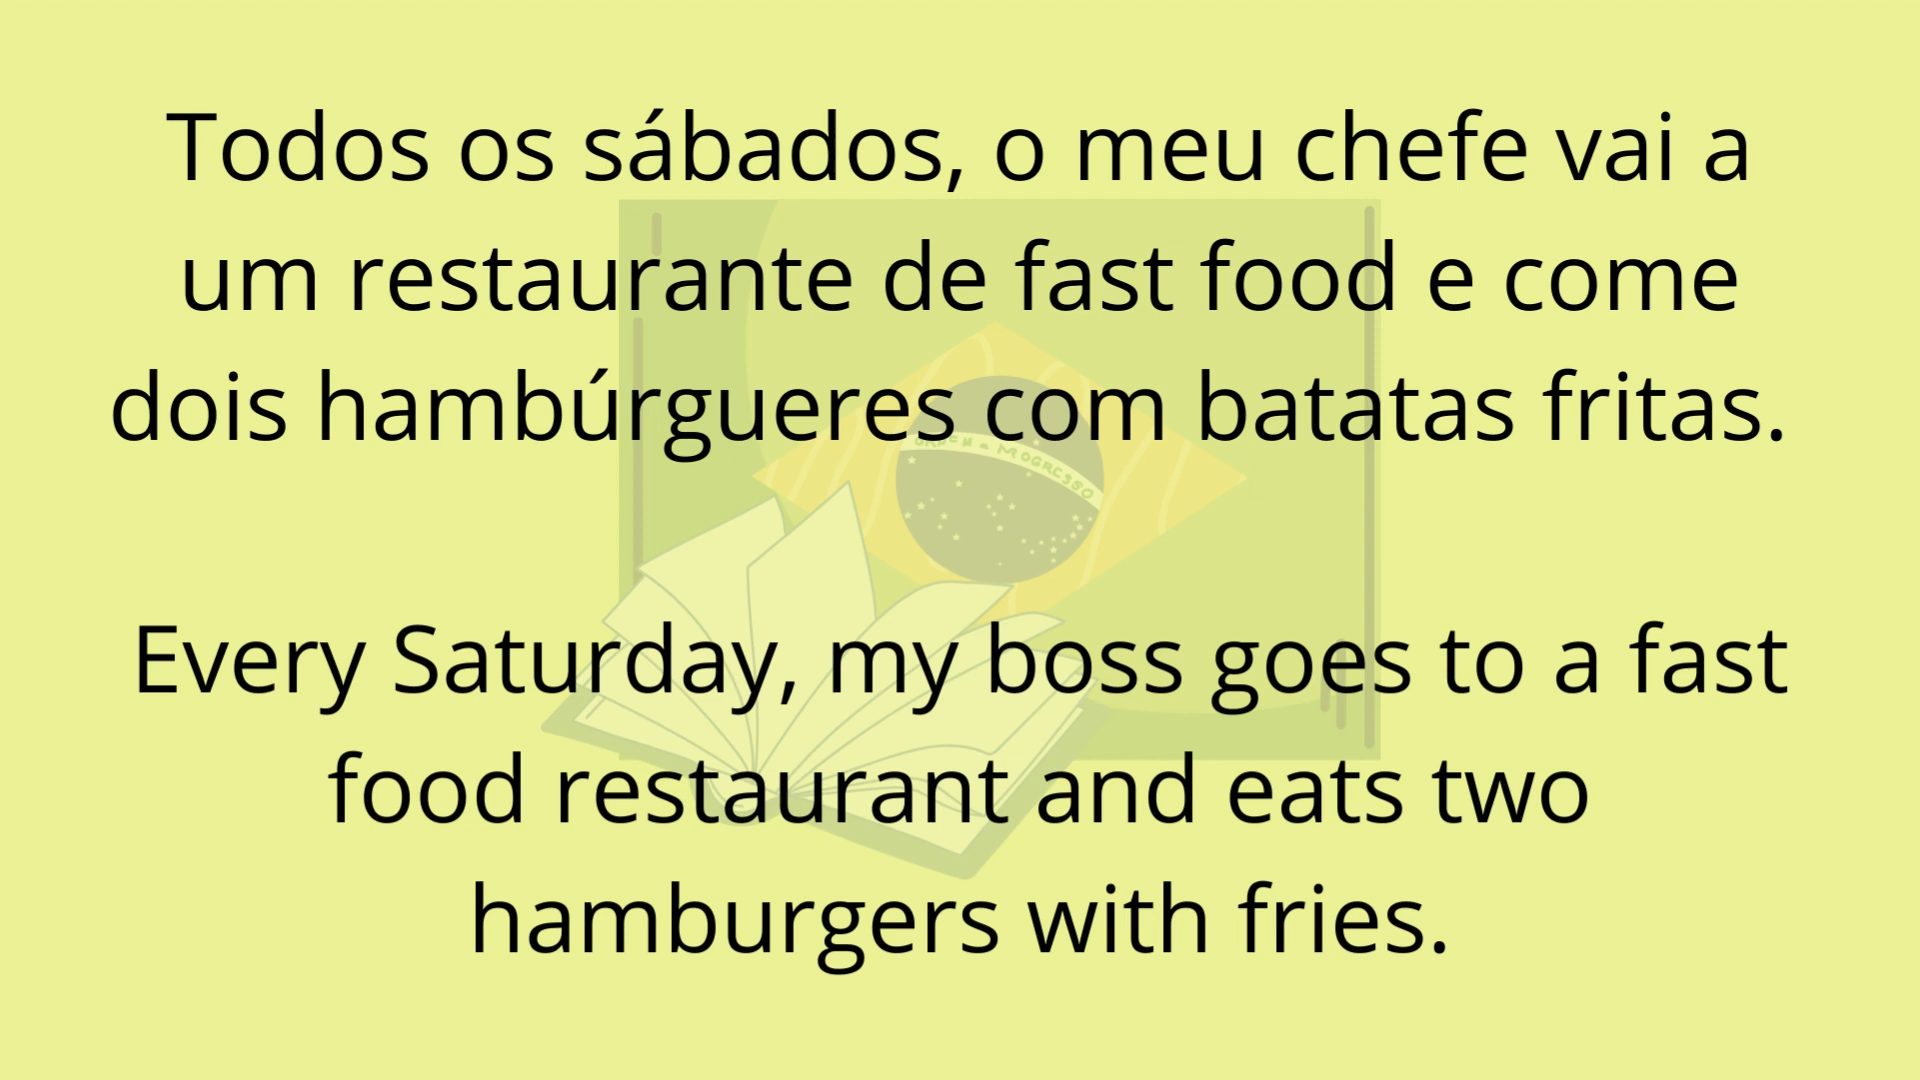 Todos os sábados, o meu chefe vai a
um restaurante de fast food e come
dois hambúrgueres com batatas fritas.
Every Saturday, my boss goes to a fast
food restaurant and eats two
hamburgers with fries.